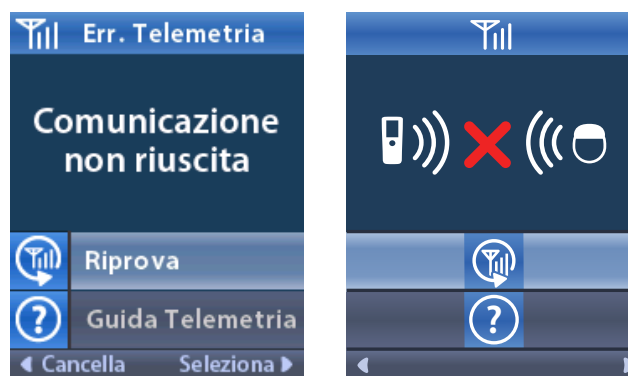 Err. Telemetria
Comunicazione
non riuscita
Riprova
? Guida Telemetria
Cancella Seleziona
?